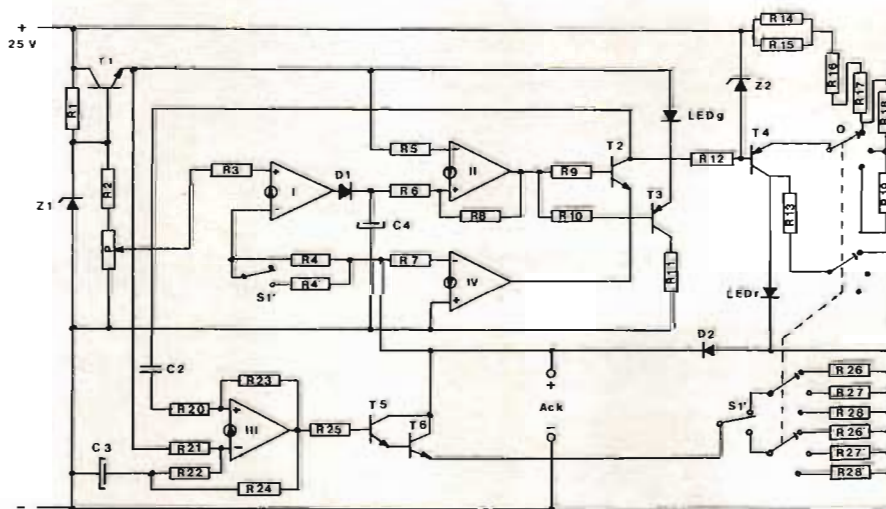 +
25 V
R14
R15
R16
R17
R18
T1
R1
Z2
LEDg
O
R5
II
T2
R12
T4
R3
+
I
D1
R9
R2
R6
R8
R10
T3
R19
Z1
P
C4
R13
R4
R7
IV
R11
S1'
R4'
LEDr
D2
C2
R23
R26
+
T5
Ack
R27
R20
+
S1'
III
R25
T6
R28
C3
R21
R26'
R22
R27'
R24
R28'